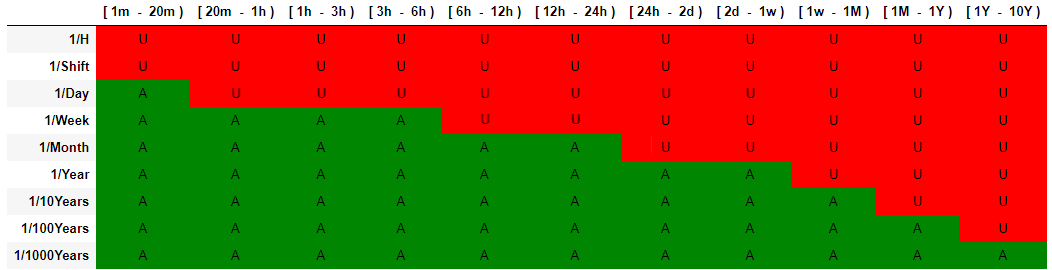 [ 1m - 20m ) [ 20m - 1h ) [ 1h - 3h ) [ 3h - 6h ) [ 6h - 12h ) [ 12h - 24h ) [ 24h - 2d ) [ 2d - 1w ) [ 1w - 1M ) [ 1M - 1Y ) [ 1Y - 10Y )
1/H U U U U U U U U U U U
1/Shift U U U U U U U U U U U
1/Day A U U U U U U U U U U
1/Week A A A A U U U U U U U
1/Month A A A A A A U U U U U
1/Year A A A A A A A A U U U
1/10Years A A A A A A A A A U U
1/100Years A A A A A A A A A A U
1/1000Years A A A A A A A A A A A